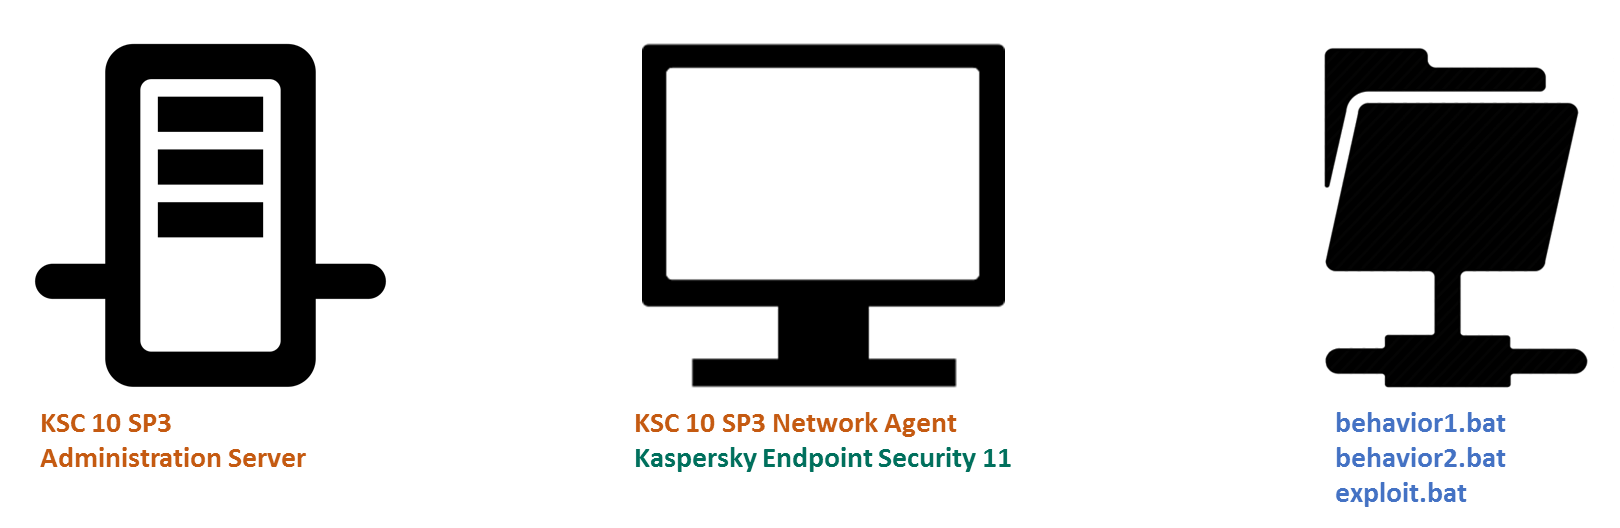 KSC 10 SP3
Administration Server
KSC 10 SP3 Network Agent
Kaspersky Endpoint Security 11
behavior1.bat
behavior2.bat
exploit.bat